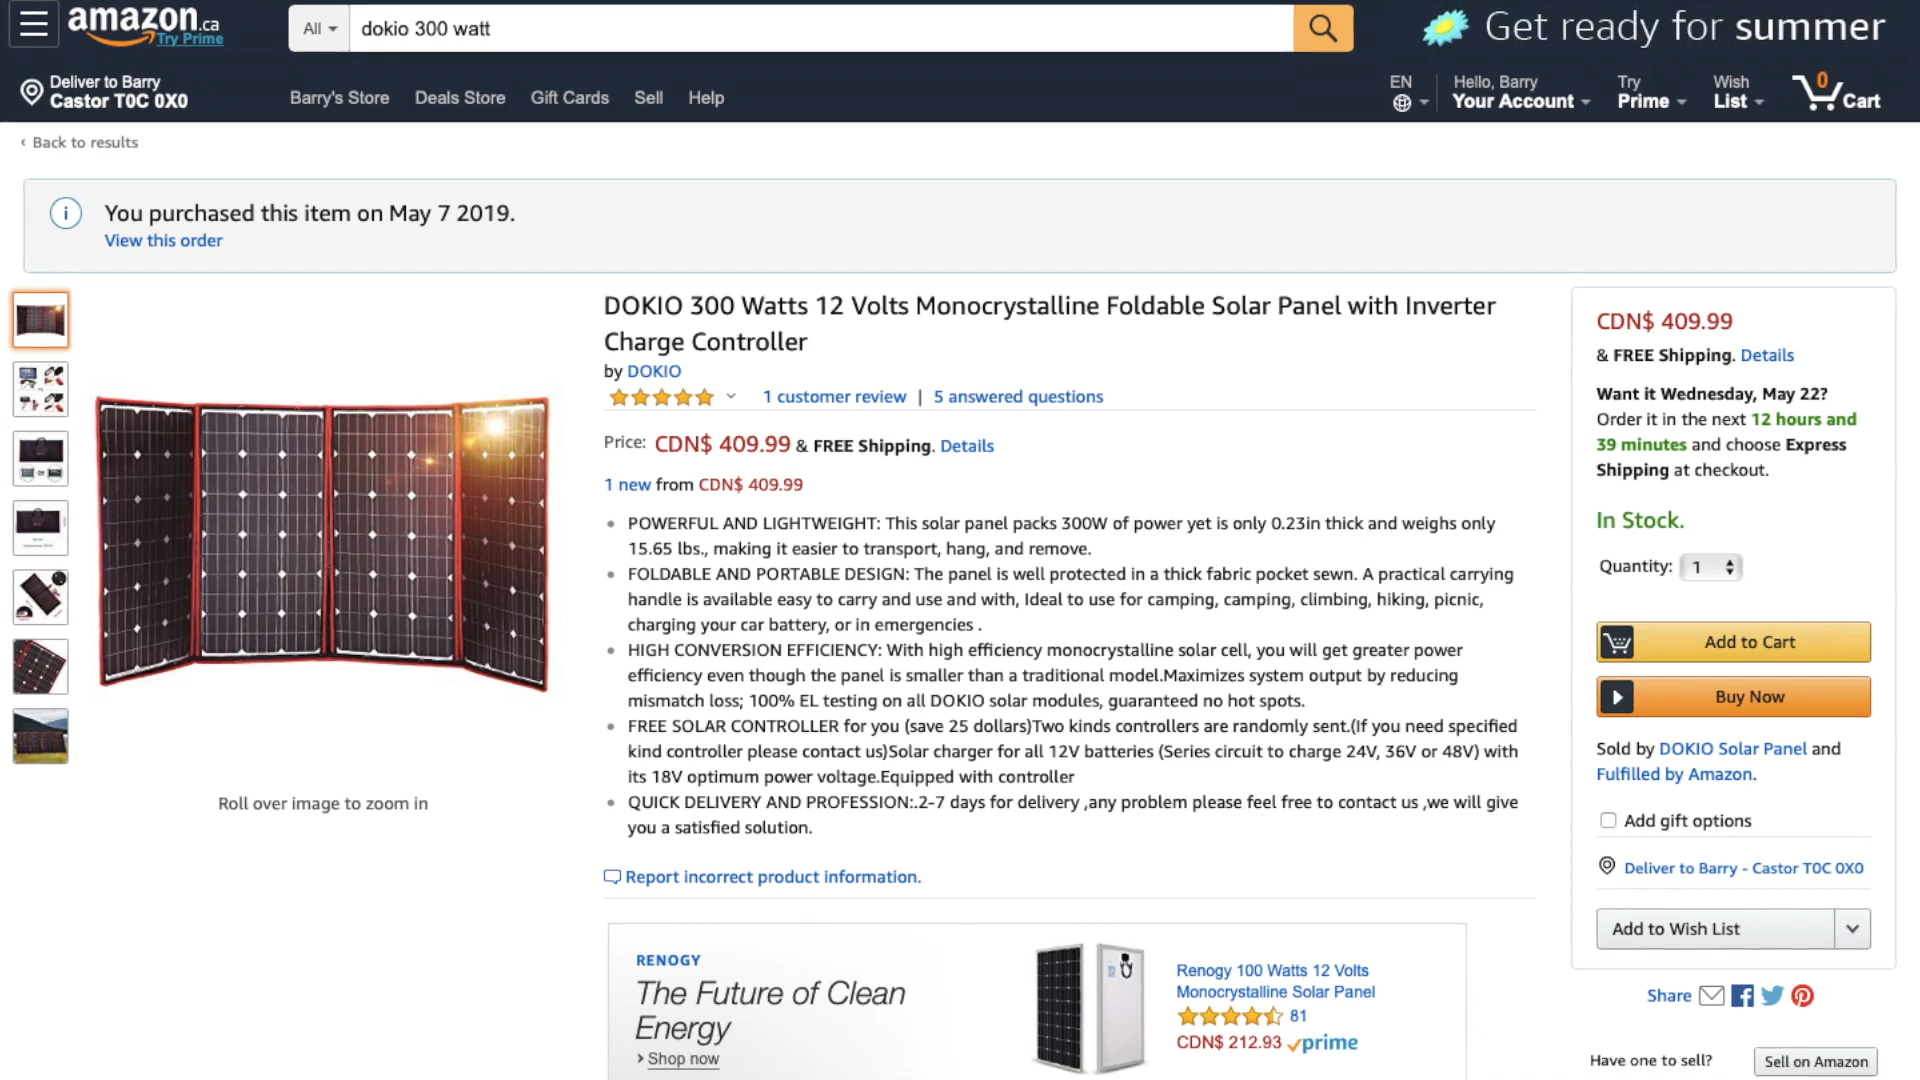 amazon.ca
Try Prime
All
dokio 300 watt
Get ready for summer
Deliver to Barry
Castor T0C 0X0
Barry's Store
Deals Store
Gift Cards
Sell
Help
EN
Hello, Barry
Your Account
Try
Prime
Wish
List
0
Cart
‹ Back to results
You purchased this item on May 7 2019.
View this order
DOKIO 300 Watts 12 Volts Monocrystalline Foldable Solar Panel with Inverter
Charge Controller
by DOKIO
1 customer review | 5 answered questions
Price: CDN$ 409.99 & FREE Shipping. Details
1 new from CDN$ 409.99
• POWERFUL AND LIGHTWEIGHT: This solar panel packs 300W of power yet is only 0.23in thick and weighs only
15.65 lbs., making it easier to transport, hang, and remove.
• FOLDABLE AND PORTABLE DESIGN: The panel is well protected in a thick fabric pocket sewn. A practical carrying
handle is available easy to carry and use and with, Ideal to use for camping, camping, climbing, hiking, picnic,
charging your car battery, or in emergencies .
• HIGH CONVERSION EFFICIENCY: With high efficiency monocrystalline solar cell, you will get greater power
efficiency even though the panel is smaller than a traditional model.Maximizes system output by reducing
mismatch loss; 100% EL testing on all DOKIO solar modules, guaranteed no hot spots.
• FREE SOLAR CONTROLLER for you (save 25 dollars)Two kinds controllers are randomly sent.(If you need specified
kind controller please contact us)Solar charger for all 12V batteries (Series circuit to charge 24V, 36V or 48V) with
its 18V optimum power voltage.Equipped with controller
• QUICK DELIVERY AND PROFESSION:.2-7 days for delivery ,any problem please feel free to contact us ,we will give
you a satisfied solution.
Roll over image to zoom in
Report incorrect product information.
RENOGY
The Future of Clean
Energy
› Shop now
Renogy 100 Watts 12 Volts
Monocrystalline Solar Panel
81
CDN$ 212.93 prime
CDN$ 409.99
& FREE Shipping. Details
Want it Wednesday, May 22?
Order it in the next 12 hours and
39 minutes and choose Express
Shipping at checkout.
In Stock.
Quantity: 1
Add to Cart
Buy Now
Sold by DOKIO Solar Panel and
Fulfilled by Amazon.
Add gift options
Deliver to Barry - Castor T0C 0X0
Add to Wish List
Share
Have one to sell?
Sell on Amazon